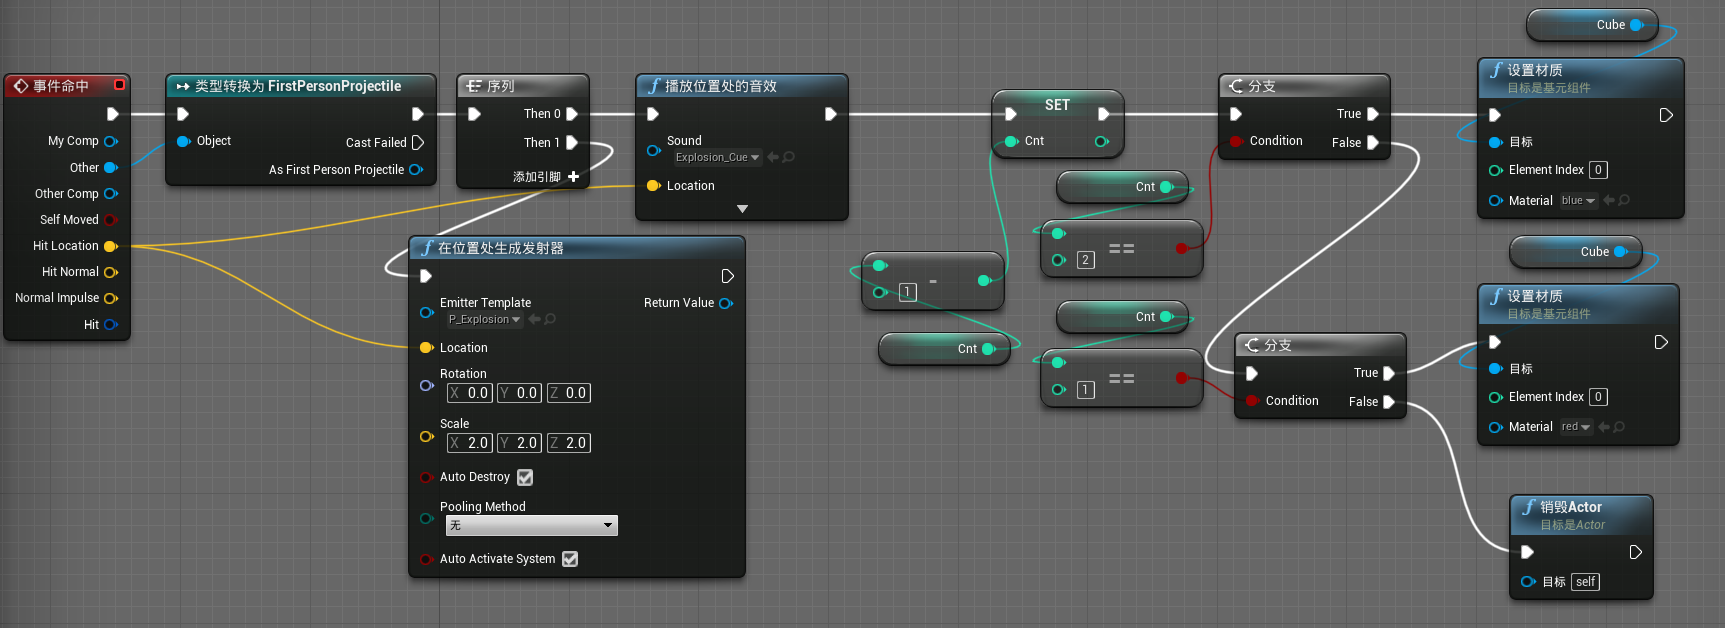 事件命中
My Comp
Other
Other Comp
Self Moved
Hit Location
Hit Normal
Normal Impulse
Hit
类型转换为 FirstPersonProjectile
Object
Cast Failed
As First Person Projectile
序列
Then 0
Then 1
添加引脚
播放位置处的音效
Sound
Explosion_Cue
Location
在位置处生成发射器
Emitter Template
P_Explosion
Return Value
Location
Rotation
X 0.0 Y 0.0 Z 0.0
Scale
X 2.0 Y 2.0 Z 2.0
Auto Destroy
Pooling Method
无
Auto Activate System
SET
Cnt
1 -
Cnt
Cnt
==
2
Cnt
==
1
分支
True
Condition
False
分支
True
Condition
False
Cube
设置材质
目标是基元组件
目标
Element Index 0
Material blue
Cube
设置材质
目标是基元组件
目标
Element Index 0
Material red
销毁Actor
目标是Actor
目标 self